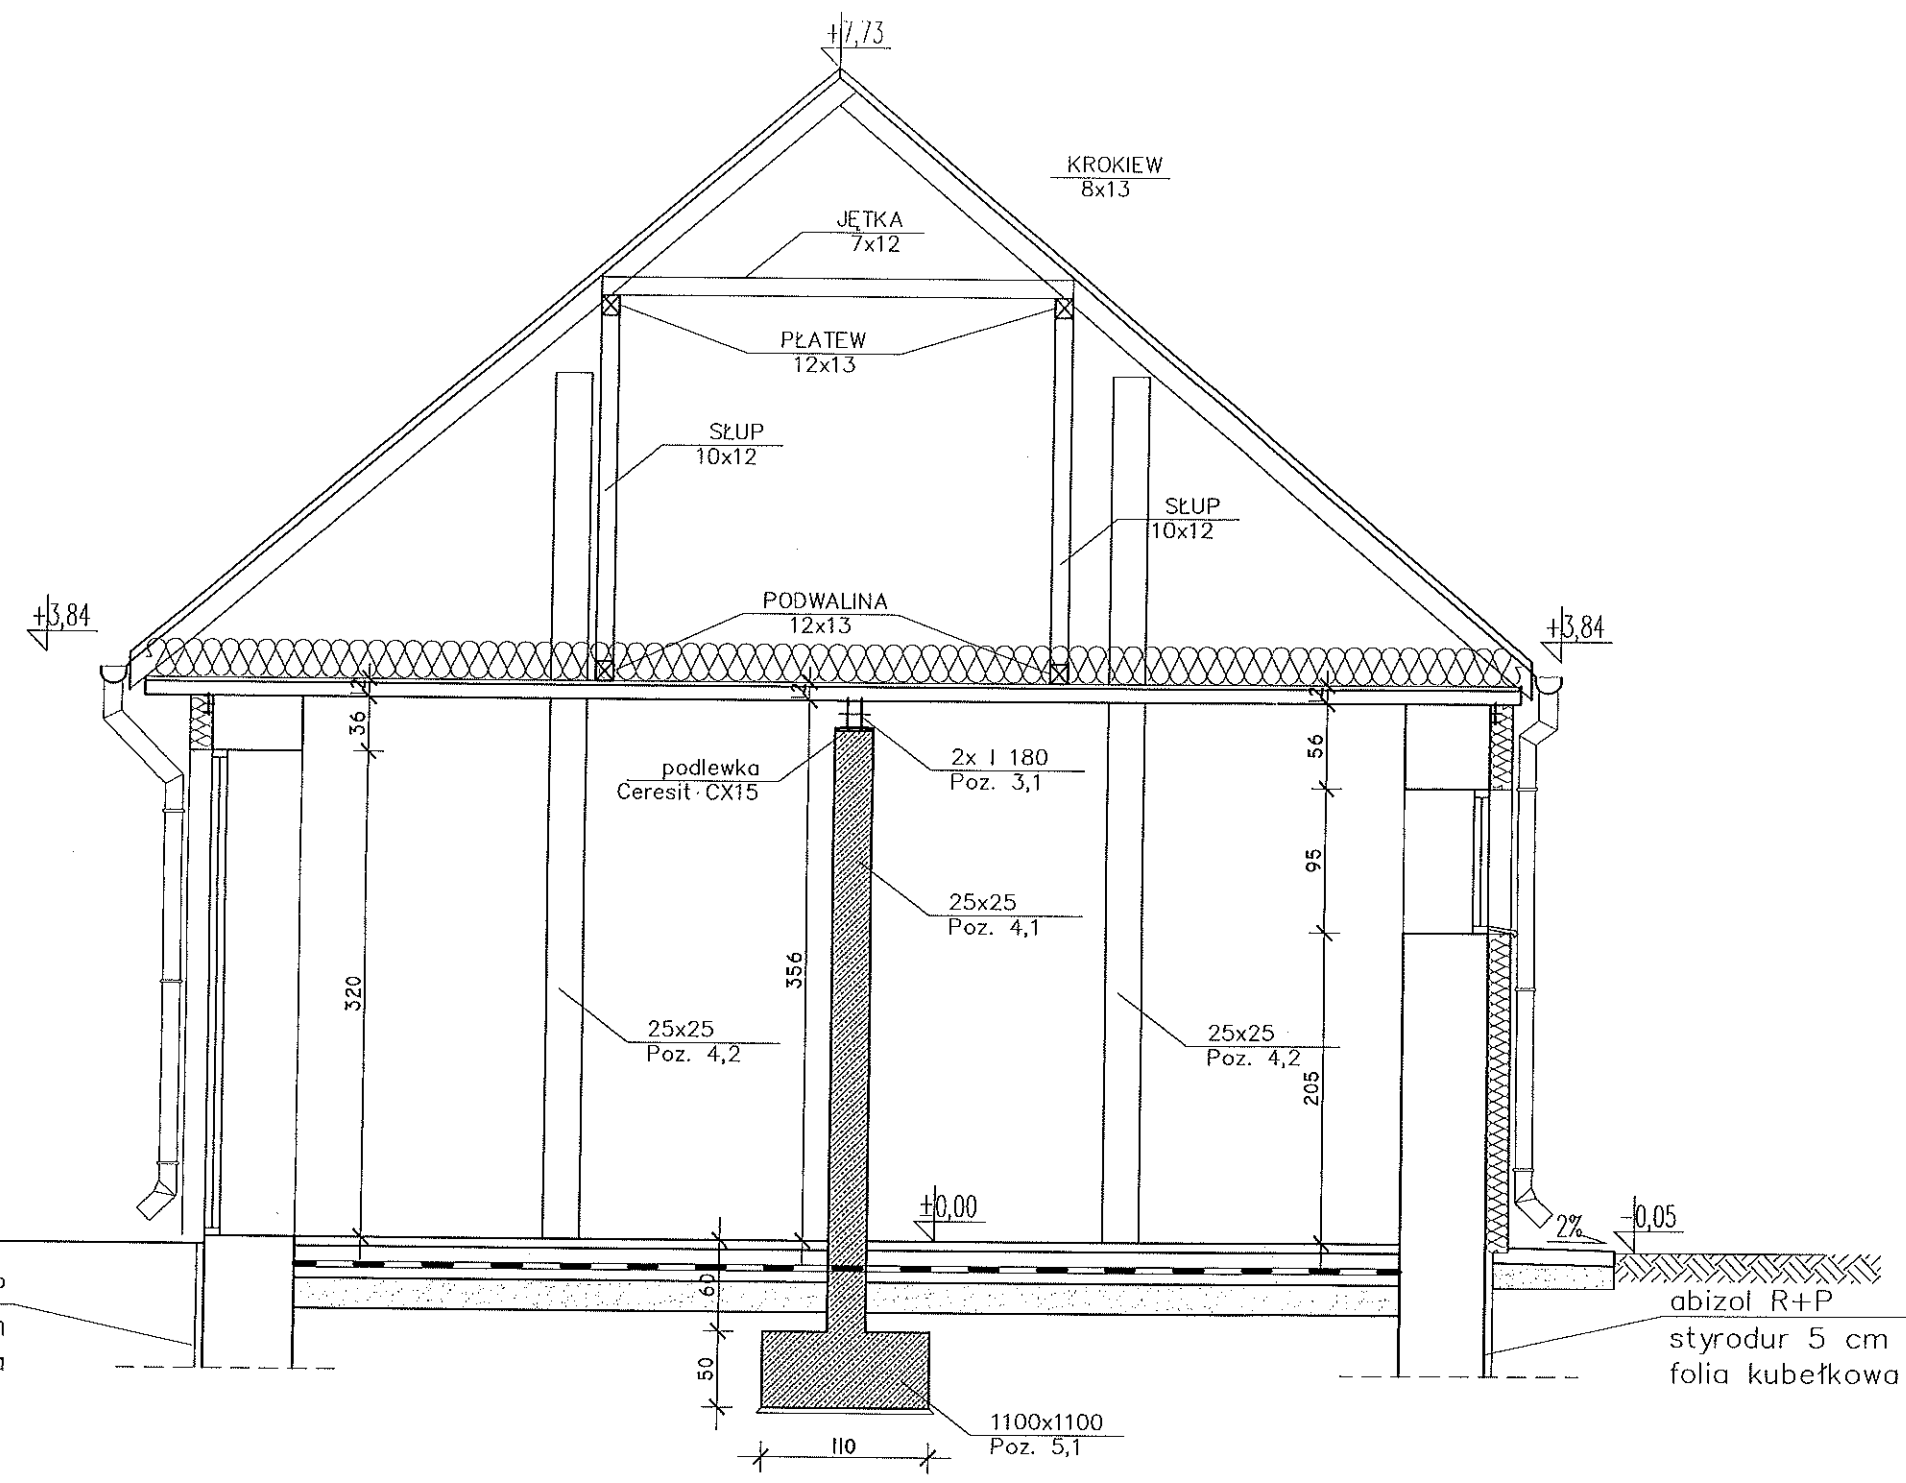 +7,73
KROKIEW
8x13
JĘTKA
7x12
PŁATEW
12x13
SŁUP
10x12
SŁUP
10x12
PODWALINA
12x13
+3,84
+3,84
12
12
12
36
56
podlewka
Ceresit CX15
2x I 180
Poz. 3,1
95
25x25
Poz. 4,1
320
356
25x25
Poz. 4,2
25x25
Poz. 4,2
205
±0,00
2%
-0,05
60
abizol R+P
styrodur 5 cm
folia kubełkowa
50
1100x1100
Poz. 5,1
110